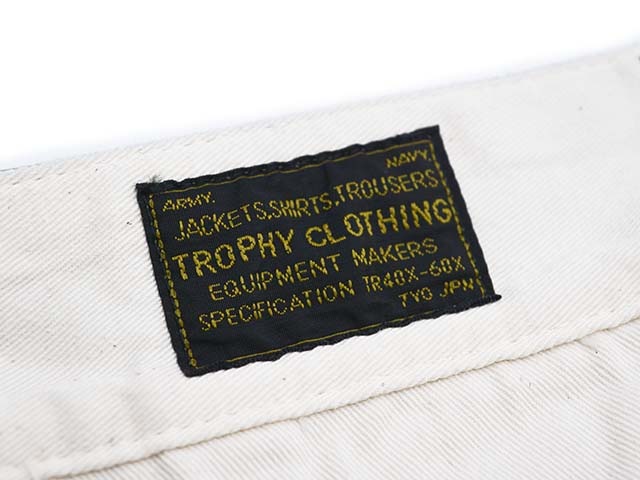 ARMY. NAVY.
JACKETS.SHIRTS.TROUSERS
TROPHY CLOTHING
EQUIPMENT MAKERS
SPECIFICATION TR40X-60X
TYO JPN